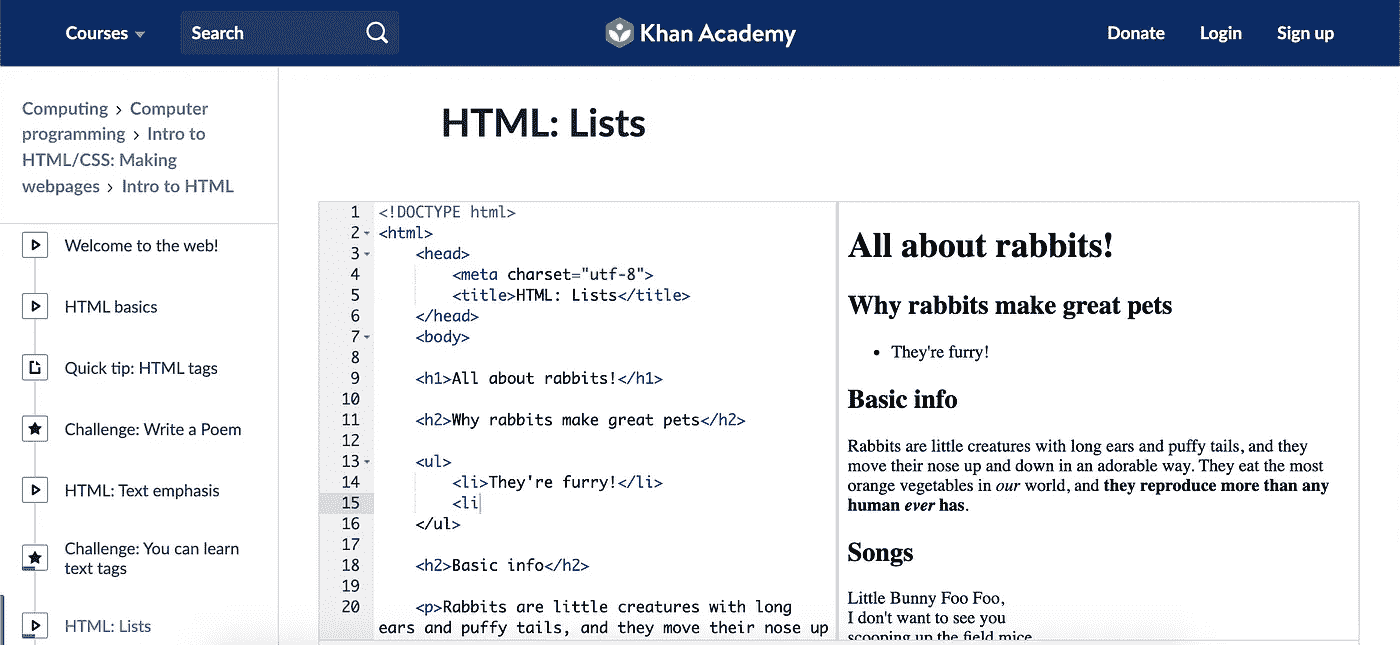 Courses
Search
Khan Academy
Donate
Login
Sign up
Computing › Computer
programming › Intro to
HTML/CSS: Making
webpages › Intro to HTML
Welcome to the web!
HTML basics
Quick tip: HTML tags
Challenge: Write a Poem
HTML: Text emphasis
Challenge: You can learn
text tags
HTML: Lists
HTML: Lists
1 <!DOCTYPE html>
2 <html>
3 <head>
4 <meta charset="utf-8">
5 <title>HTML: Lists</title>
6 </head>
7 <body>
8
9 <h1>All about rabbits!</h1>
10
11 <h2>Why rabbits make great pets</h2>
12
13 <ul>
14 <li>They're furry!</li>
15 <li
16 </ul>
17
18 <h2>Basic info</h2>
19
20 <p>Rabbits are little creatures with long
ears and puffy tails, and they move their nose up
All about rabbits!
Why rabbits make great pets
• They're furry!
Basic info
Rabbits are little creatures with long ears and puffy tails, and they
move their nose up and down in an adorable way. They eat the most
orange vegetables in our world, and they reproduce more than any
human ever has.
Songs
Little Bunny Foo Foo,
I don't want to see you
scooping up the field mice